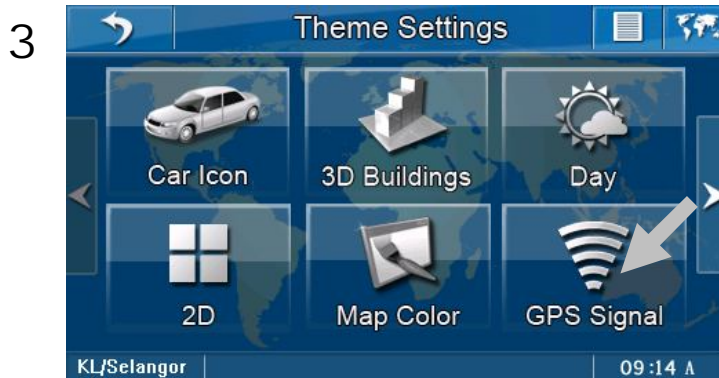 3
Theme Settings
Car Icon
3D Buildings
Day
2D
Map Color
GPS Signal
KL/Selangor
09:14 A